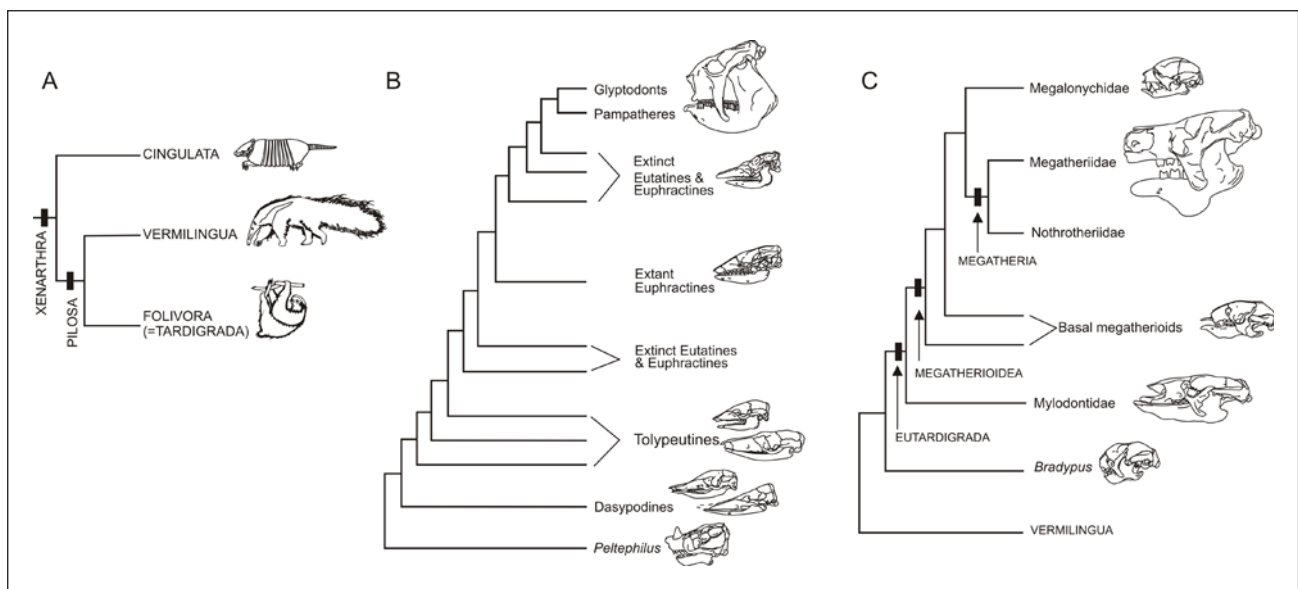 A
XENARTHRA
PILOSA
CINGULATA
VERMILINGUA
FOLIVORA
(=TARDIGRADA)
B
Glyptodonts
Pampatheres
Extinct
Eutatines &
Euphractines
Extant
Euphractines
Extinct Eutatines
& Euphractines
Tolypeutines
Dasypodines
Peltephilus
C
Megalonychidae
Megatheriidae
Nothrotheriidae
MEGATHERIA
Basal megatherioids
MEGATHERIOIDEA
Mylodontidae
EUTARDIGRADA
Bradypus
VERMILINGUA